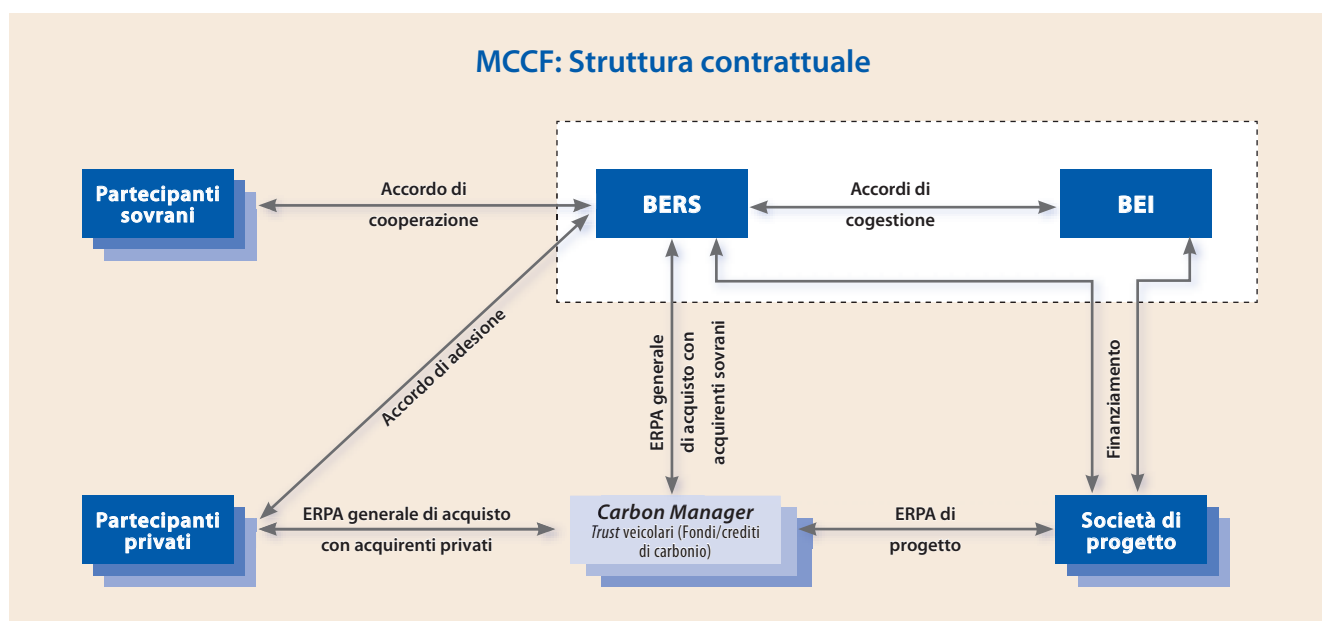 MCCF: Struttura contrattuale
Partecipanti
sovrani
Accordo di
cooperazione
BERS
Accordi di
cogestione
BEI
Accordo di adesione
ERPA generale
di acquisto con
acquirenti sovrani
Finanziamento
Partecipanti
privati
ERPA generale di acquisto
con acquirenti privati
Carbon Manager
Trust veicolari (Fondi/crediti
di carbonio)
ERPA di
progetto
Società di
progetto